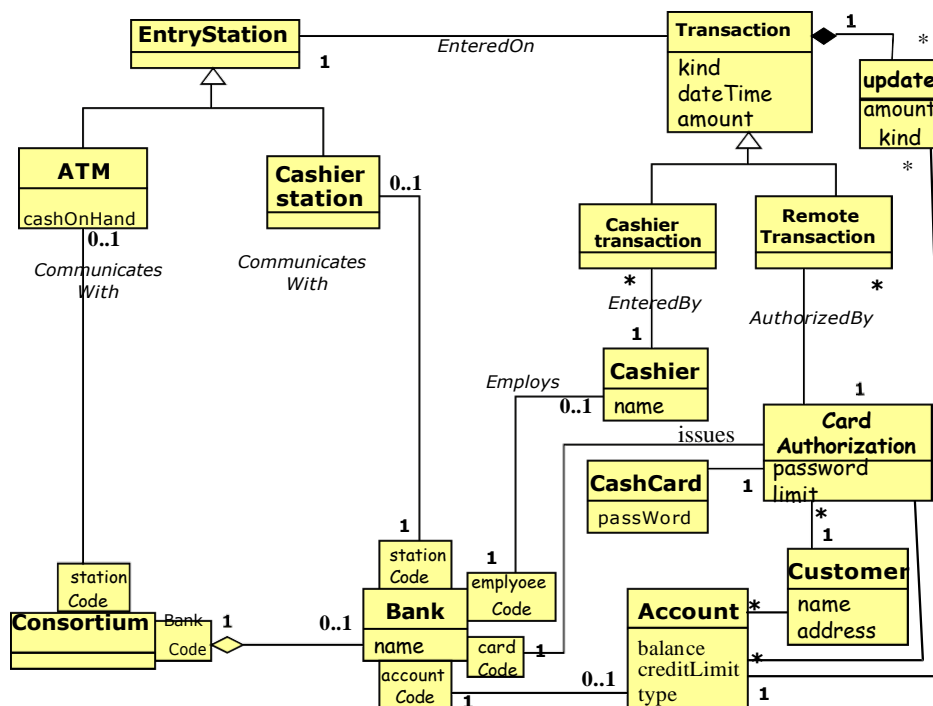 EntryStation
1
EnteredOn
Transaction
kind
dateTime
amount
1
*
update
amount
kind
*
ATM
cashOnHand
0..1
Communicates
With
Cashier
station
0..1
Communicates
With
Cashier
transaction
*
EnteredBy
1
Remote
Transaction
*
AuthorizedBy
1
Cashier
name
Employs
0..1
issues
Card
Authorization
password
limit
*
CashCard
passWord
1
1
Customer
name
address
station
Code
Consortium
Bank
Code
1
0..1
1
station
Code
1
emplyoee
Code
Bank
name
card
Code
1
account
Code
1
0..1
Account
balance
creditLimit
type
*
*
1